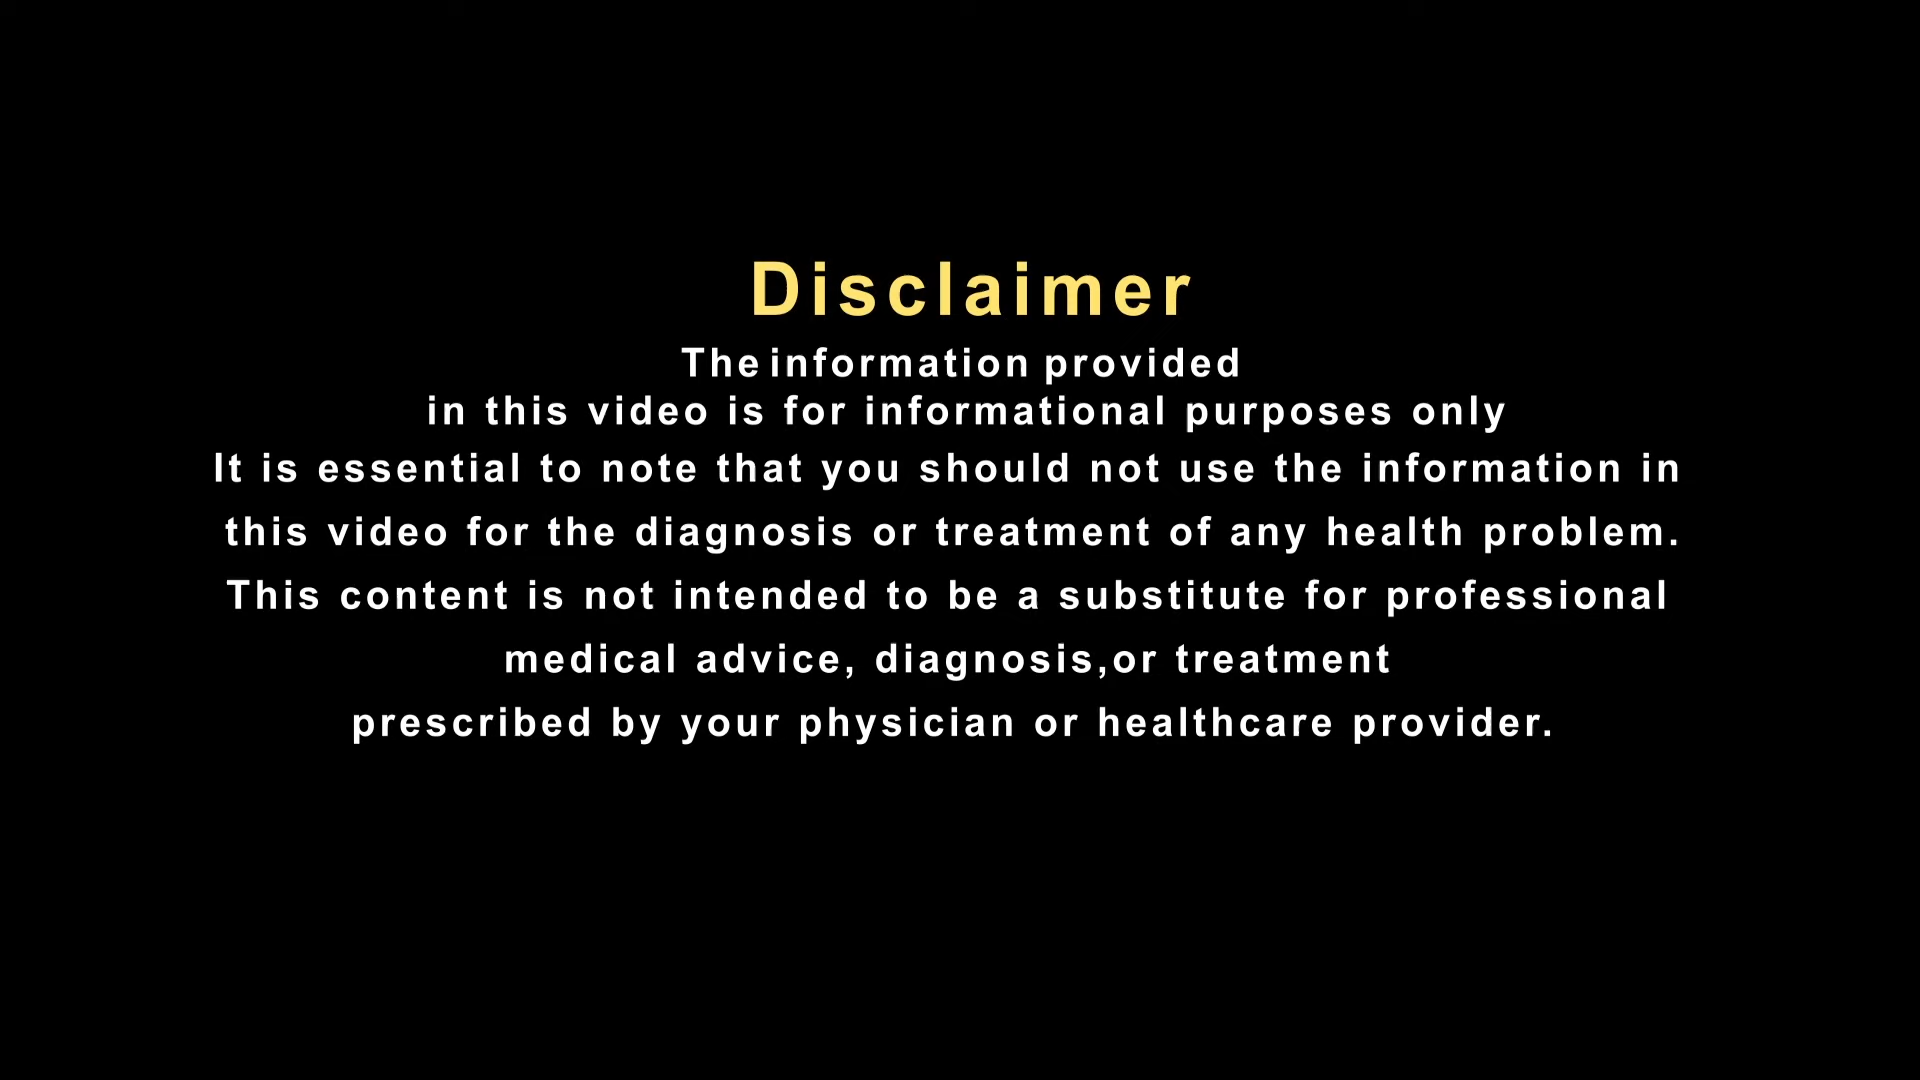 Disclaimer
The information provided
in this video is for informational purposes only
It is essential to note that you should not use the information in
this video for the diagnosis or treatment of any health problem.
This content is not intended to be a substitute for professional
medical advice, diagnosis,or treatment
prescribed by your physician or healthcare provider.